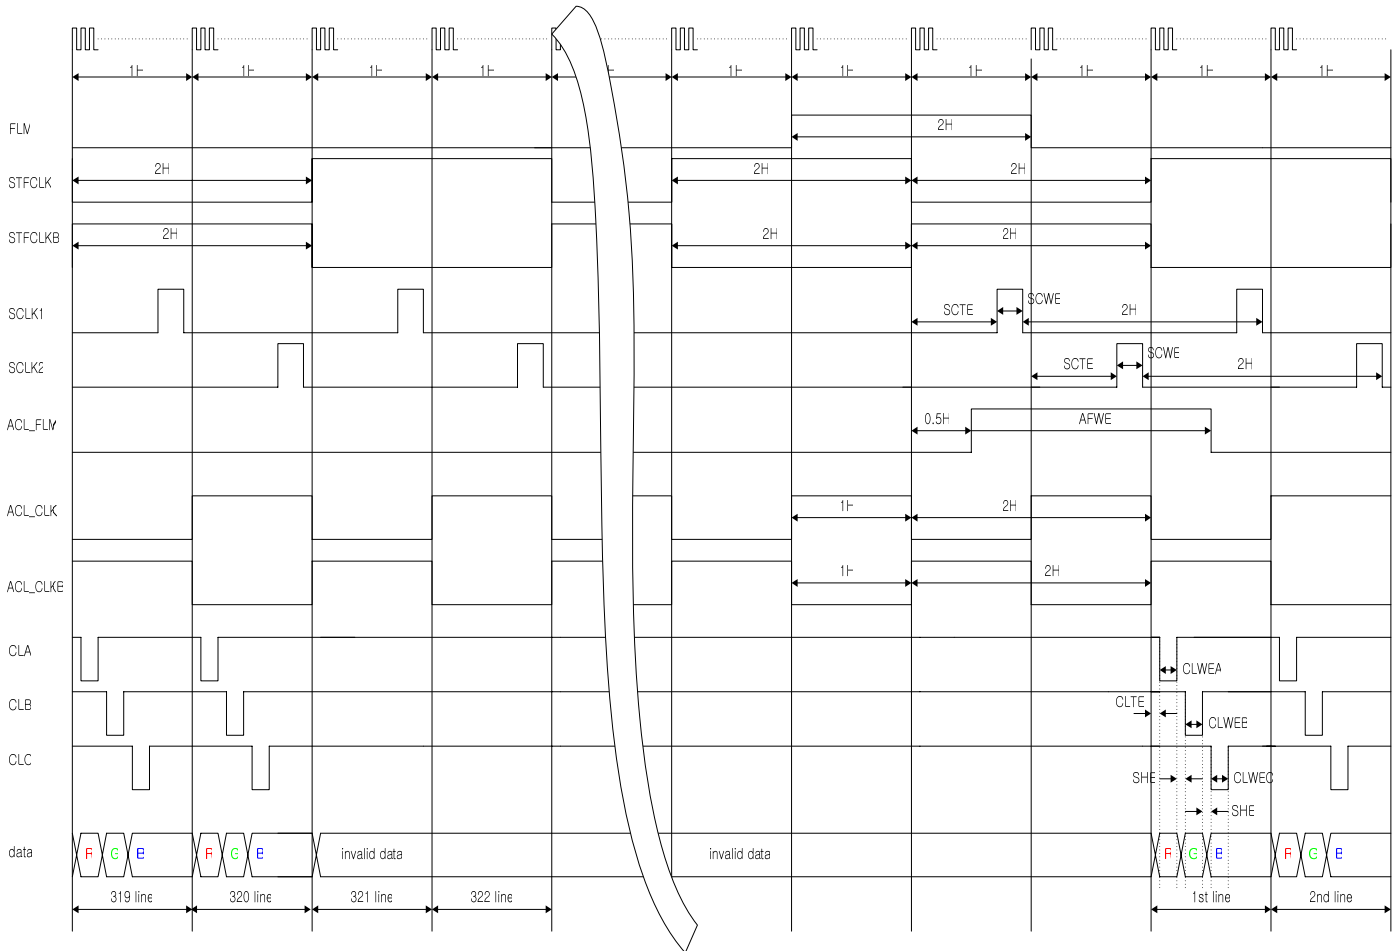 1H 1H 1H 1H 1H 1H 1H 1H 1H 1H
FLM 2H
STFCLK 2H 2H 2H
STFCLKB 2H 2H 2H
SCLK1 SCTE SCWE 2H
SCLK2 SCTE SCWE 2H
ACL_FLM 0.5H AFWE
ACL_CLK 1H 2H
ACL_CLKB 1H 2H
CLA CLWEA
CLB CLTE CLWEB
CLC SHE CLWEC
SHE
data R G B R G B invalid data invalid data R G B R G B
319 line 320 line 321 line 322 line 1st line 2nd line